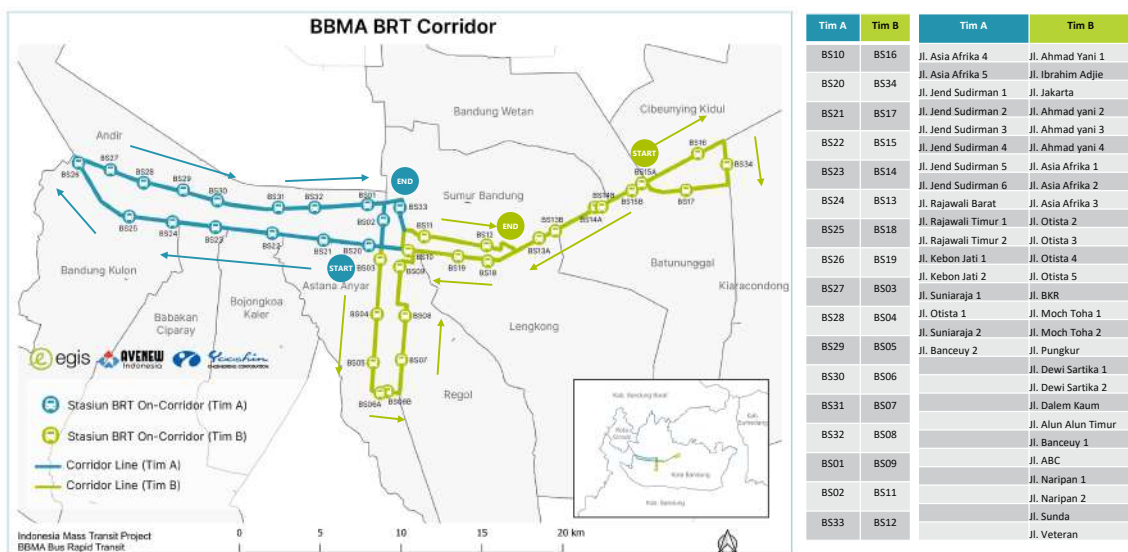 BBMA BRT Corridor
Bandung Wetan
Cibeunying Kidul
Andir
START
BS16
BS34
BS27
BS28
BS29
BS30
BS26
BS31
BS32
BS01
END
BS33
BS02
Sumur Bandung
BS15A
BS15B
BS17
BS14B
BS14A
BS13B
BS13A
BS11
END
BS12
BS25
BS24
BS23
BS22
BS21
BS20
BS10
BS03
BS09
BS19
BS18
START
Bandung Kulon
Astana Anyar
Batununggal
Kiaracondong
Babakan
Ciparay
Bojongkoa
Kaler
BS04
BS08
Lengkong
BS05
BS07
BS06A
BS06B
Regol
egis
AVENEW
Indonesia
Yooshin
ENGINEERING CORPORATION
Stasiun BRT On-Corridor (Tim A)
Stasiun BRT On-Corridor (Tim B)
Corridor Line (Tim A)
Corridor Line (Tim B)
Kab. Bandung Barat
Kota Bandung
Kab. Bandung
Indonesia Mass Transit Project
BBMA Bus Rapid Transit
0 5 10 15 20 km
Tim A Tim B
BS10 BS16
BS20 BS34
BS21 BS17
BS22 BS15
BS23 BS14
BS24 BS13
BS25 BS18
BS26 BS19
BS27 BS03
BS28 BS04
BS29 BS05
BS30 BS06
BS31 BS07
BS32 BS08
BS01 BS09
BS02 BS11
BS33 BS12
Tim A Tim B
Jl. Asia Afrika 4 Jl. Ahmad Yani 1
Jl. Asia Afrika 5 Jl. Ibrahim Adjie
Jl. Jend Sudirman 1 Jl. Jakarta
Jl. Jend Sudirman 2 Jl. Ahmad yani 2
Jl. Jend Sudirman 3 Jl. Ahmad yani 3
Jl. Jend Sudirman 4 Jl. Ahmad yani 4
Jl. Jend Sudirman 5 Jl. Asia Afrika 1
Jl. Jend Sudirman 6 Jl. Asia Afrika 2
Jl. Rajawali Barat Jl. Asia Afrika 3
Jl. Rajawali Timur 1 Jl. Otista 2
Jl. Rajawali Timur 2 Jl. Otista 3
Jl. Kebon Jati 1 Jl. Otista 4
Jl. Kebon Jati 2 Jl. Otista 5
Jl. Suniaraja 1 Jl. BKR
Jl. Otista 1 Jl. Moch Toha 1
Jl. Suniaraja 2 Jl. Moch Toha 2
Jl. Banceuy 2 Jl. Pungkur
Jl. Dewi Sartika 1
Jl. Dewi Sartika 2
Jl. Dalem Kaum
Jl. Alun Alun Timur
Jl. Banceuy 1
Jl. ABC
Jl. Naripan 1
Jl. Naripan 2
Jl. Sunda
Jl. Veteran